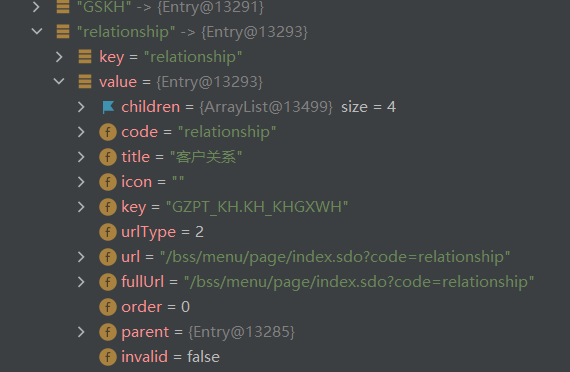 "GSKH" -> {Entry@13291}
"relationship" -> {Entry@13293}
key = "relationship"
value = {Entry@13293}
children = {ArrayList@13499} size = 4
code = "relationship"
title = "客户关系"
icon = ""
key = "GZPT_KH.KH_KHGXWH"
urlType = 2
url = "/bss/menu/page/index.sdo?code=relationship"
fullUrl = "/bss/menu/page/index.sdo?code=relationship"
order = 0
parent = {Entry@13285}
invalid = false